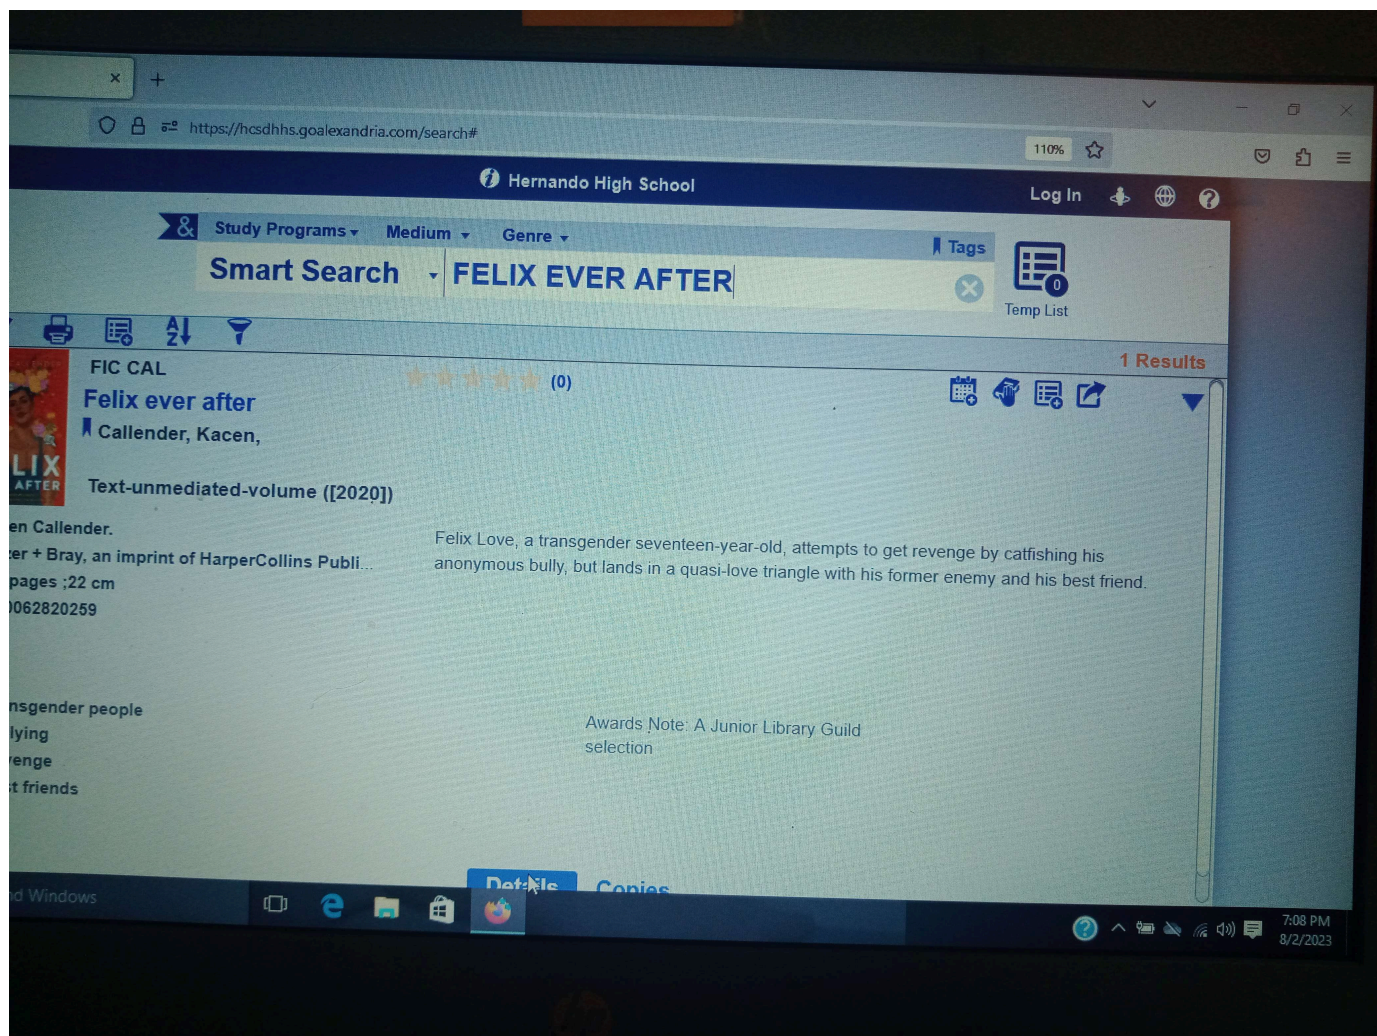 https://hcsdhhs.goalexandria.com/search#
110%
Hernando High School
Log In
Study Programs
Medium
Genre
Tags
Smart Search
FELIX EVER AFTER
0
Temp List
1 Results
FIC CAL
(0)
Felix ever after
Callender, Kacen,
LIX
AFTER
Text-unmediated-volume ([2020])
en Callender.
er + Bray, an imprint of HarperCollins Publi...
pages ;22 cm
062820259
Felix Love, a transgender seventeen-year-old, attempts to get revenge by catfishing his
anonymous bully, but lands in a quasi-love triangle with his former enemy and his best friend.
nsgender people
lying
enge
t friends
Awards Note: A Junior Library Guild
selection
Details
Copies
d Windows
7:08 PM
8/2/2023